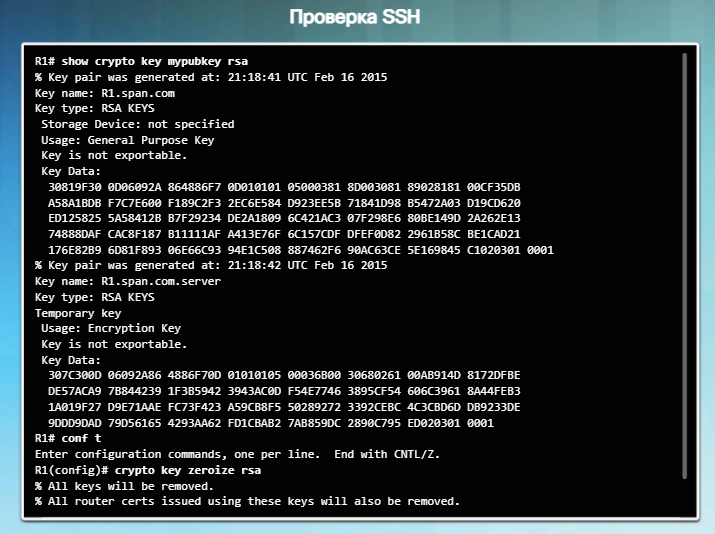 Проверка SSH
R1# show crypto key mypubkey rsa
% Key pair was generated at: 21:18:41 UTC Feb 16 2015
Key name: R1.span.com
Key type: RSA KEYS
Storage Device: not specified
Usage: General Purpose Key
Key is not exportable.
Key Data:
30819F30 0D06092A 864886F7 0D010101 05000381 8D003081 89028181 00CF35DB
A58A1BDB F7C7E600 F189C2F3 2EC6E584 D923EE5B 71841D98 B5472A03 D19CD620
ED125825 5A58412B B7F29234 DE2A1809 6C421AC3 07F298E6 80BE149D 2A262E13
74888DAF CAC8F187 B11111AF A413E76F 6C157CDF DFEF0D82 2961B58C BE1CAD21
176E82B9 6D81F893 06E66C93 94E1C508 887462F6 90AC63CE 5E169845 C1020301 0001
% Key pair was generated at: 21:18:42 UTC Feb 16 2015
Key name: R1.span.com.server
Key type: RSA KEYS
Temporary key
Usage: Encryption Key
Key is not exportable.
Key Data:
307C300D 06092A86 4886F70D 01010105 00036B00 30680261 00AB914D 8172DFBE
DE57ACA9 7B844239 1F3B5942 3943AC0D F54E7746 3895CF54 606C3961 8A44FEB3
1A019F27 D9E71AAE FC73F423 A59CB8F5 50289272 3392CEBC 4C3CBD6D DB9233DE
9DDD9DAD 79D56165 4293AA62 FD1CBAB2 7AB859DC 2890C795 ED020301 0001
R1# conf t
Enter configuration commands, one per line. End with CNTL/Z.
R1(config)# crypto key zeroize rsa
% All keys will be removed.
% All router certs issued using these keys will also be removed.